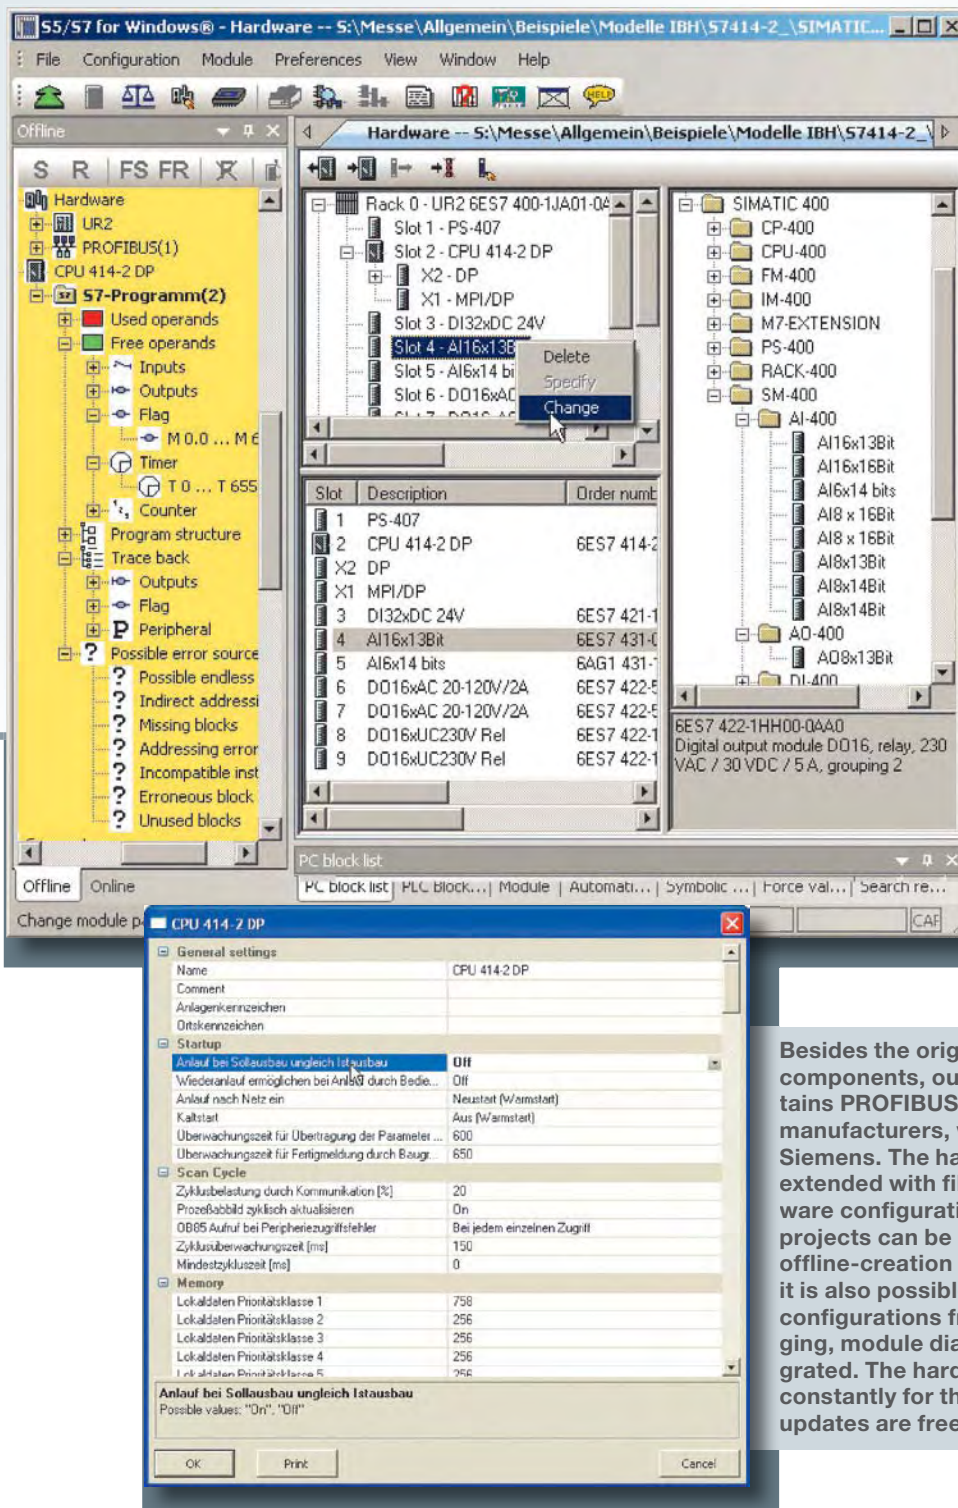 S5/S7 for Windows® - Hardware -- S:\Messe\Allgemein\Beispiele\Modelle IBH\S7414-2_\SIMATIC...
File Configuration Module Preferences View Window Help
Offline
Hardware -- S:\Messe\Allgemein\Beispiele\Modelle IBH\S7414-2_\
S R FS FR
Hardware
UR2
PROFIBUS(1)
CPU 414-2 DP
S7-Programm(2)
Used operands
Free operands
Inputs
Outputs
Flag
M 0.0 ... M 6
Timer
T 0 ... T 655
Counter
Program structure
Trace back
Outputs
Flag
Peripheral
Possible error source
Possible endless
Indirect addressi
Missing blocks
Addressing error
Incompatible inst
Erroneous block
Unused blocks
Offline Online
Rack 0 - UR2 6ES7 400-1JA01-0A
Slot 1 - PS-407
Slot 2 - CPU 414-2 DP
X2 - DP
X1 - MPI/DP
Slot 3 - DI32xDC 24V
Slot 4 - AI16x13B
Slot 5 - AI6x14 bi
Slot 6 - DO16xAC
Delete
Specify
Change
Slot Description Order numb
1 PS-407
2 CPU 414-2 DP 6ES7 414-2
X2 DP
X1 MPI/DP
3 DI32xDC 24V 6ES7 421-1
4 AI16x13Bit 6ES7 431-0
5 AI6x14 bits 6AG1 431-1
6 DO16xAC 20-120V/2A 6ES7 422-5
7 DO16xAC 20-120V/2A 6ES7 422-5
8 DO16xUC230V Rel 6ES7 422-1
9 DO16xUC230V Rel 6ES7 422-1
SIMATIC 400
CP-400
CPU-400
FM-400
IM-400
M7-EXTENSION
PS-400
RACK-400
SM-400
AI-400
AI16x13Bit
AI16x16Bit
AI6x14 bits
AI8 x 16Bit
AI8 x 16Bit
AI8x13Bit
AI8x14Bit
AI8x14Bit
AO-400
AO8x13Bit
DI-400
6ES7 422-1HH00-0AA0
Digital output module DO16, relay, 230
VAC / 30 VDC / 5 A, grouping 2
PC block list
PC block list PLC Block... Module Automati... Symbolic ... Force val... Search re...
Change module p
CAP
CPU 414-2 DP
General settings
Name CPU 414-2 DP
Comment
Anlagenkennzeichen
Ortskennzeichen
Startup
Anlauf bei Sollausbau ungleich Istausbau Off
Wiederanlauf ermöglichen bei Anlauf durch Bedie... Off
Anlauf nach Netz ein Neustart (Warmstart)
Kaltstart Aus (Warmstart)
Überwachungszeit für Übertragung der Parameter ... 600
Überwachungszeit für Fertigmeldung durch Baugr... 650
Scan Cycle
Zyklusbelastung durch Kommunikation [%] 20
Prozeßabbild zyklisch aktualisieren On
OB85 Aufruf bei Peripheriezugriffsfehler Bei jedem einzelnen Zugriff
Zyklusüberwachungszeit [ms] 150
Mindestzykluszeit [ms] 0
Memory
Lokaldaten Prioritätsklasse 1 758
Lokaldaten Prioritätsklasse 2 256
Lokaldaten Prioritätsklasse 3 256
Lokaldaten Prioritätsklasse 4 256
Lokaldaten Prioritätsklasse 5 256
Anlauf bei Sollausbau ungleich Istausbau
Possible values: "On", "Off"
OK Print Cancel
Besides the orig
components, ou
tains PROFIBUS
manufacturers,
Siemens. The ha
extended with fi
ware configurati
projects can be
offline-creation
it is also possibl
configurations f
ging, module dia
grated. The hard
constantly for th
updates are free